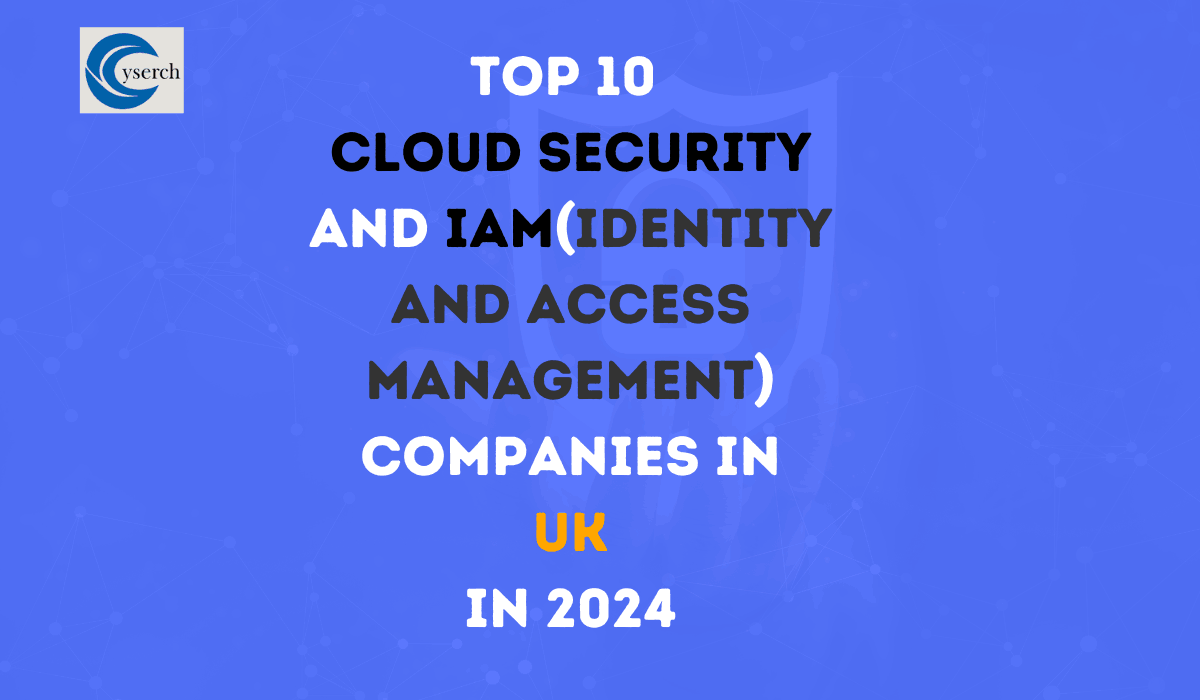 Cyserch
TOP 10
CLOUD SECURITY
AND IAM(IDENTITY
AND ACCESS
MANAGEMENT)
COMPANIES IN
UK
IN 2024